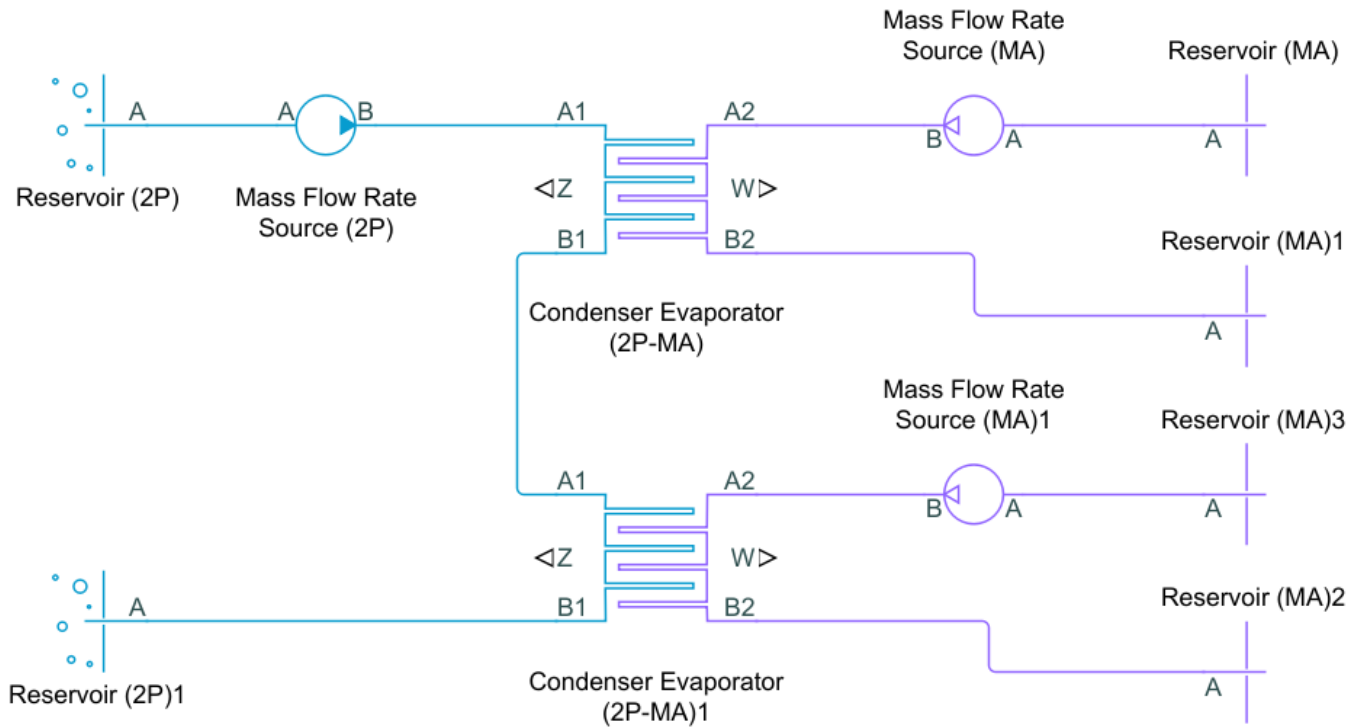 Mass Flow Rate
Source (MA)
Reservoir (MA)
A
A
B
A1
A2
B
A
A
Reservoir (2P)
Mass Flow Rate
Source (2P)
Z
W
B1
B2
Reservoir (MA)1
A
Condenser Evaporator
(2P-MA)
Mass Flow Rate
Source (MA)1
Reservoir (MA)3
A1
A2
B
A
A
Z
W
A
B1
B2
Reservoir (MA)2
A
Reservoir (2P)1
Condenser Evaporator
(2P-MA)1